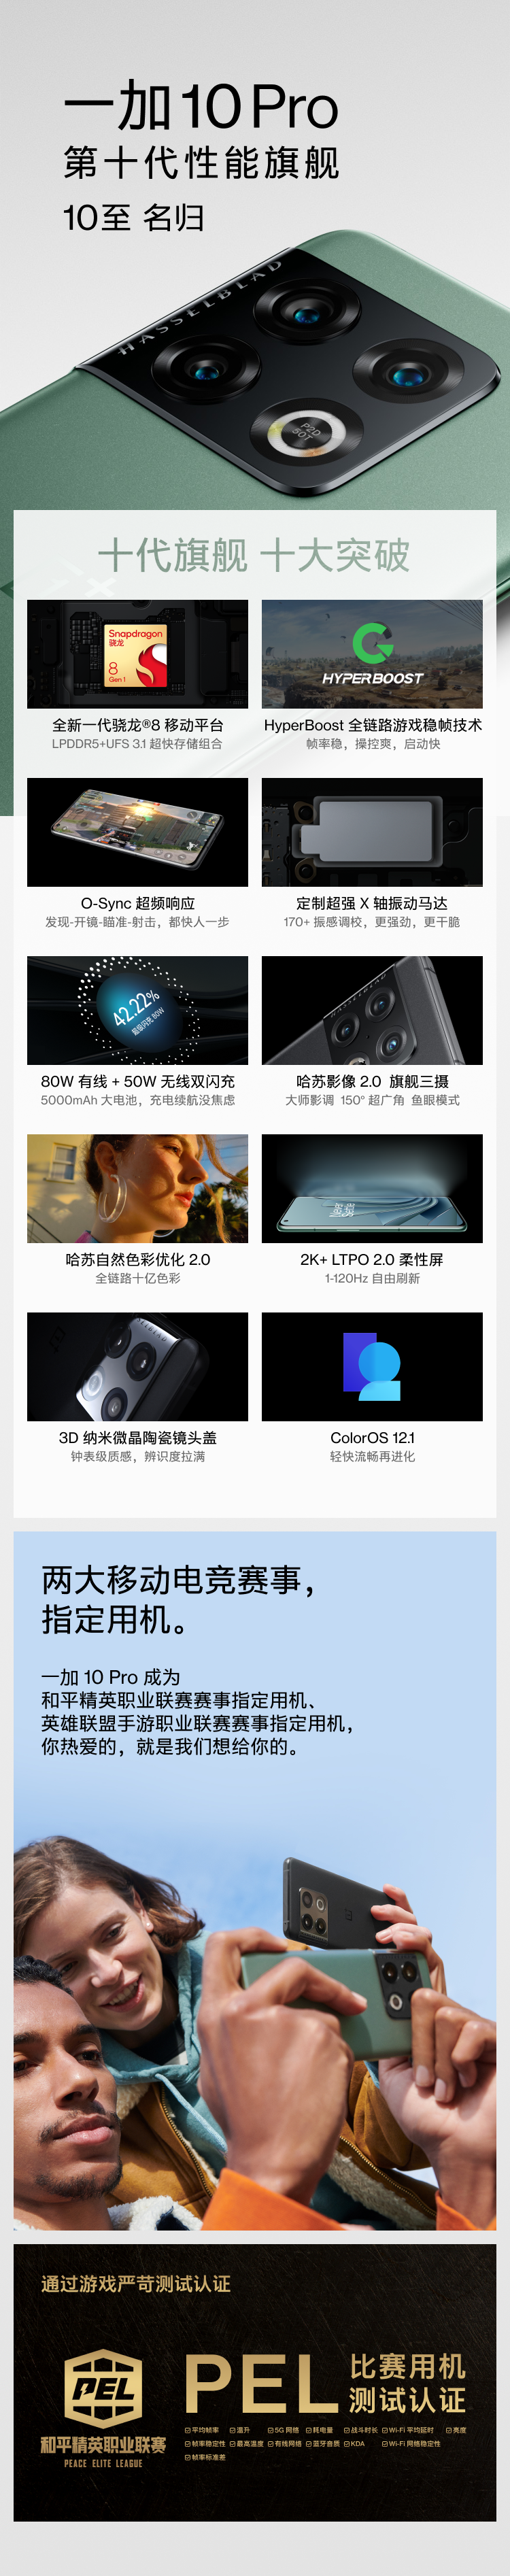 一加10 Pro
第十代性能旗舰
10至 名归
HASSELBLAD
P2D
50T
十代旗舰 十大突破
Snapdragon
骁龙
8
Gen 1
HYPERBOOST
全新一代骁龙®8 移动平台
LPDDR5+UFS 3.1 超快存储组合
HyperBoost 全链路游戏稳帧技术
帧率稳，操控爽，启动快
O-Sync 超频响应
发现-开镜-瞄准-射击，都快人一步
定制超强 X 轴振动马达
170+ 振感调校，更强劲，更干脆
42.22%
超级闪充 80W
HASSELBLAD
80W 有线 + 50W 无线双闪充
5000mAh 大电池，充电续航没焦虑
哈苏影像 2.0 旗舰三摄
大师影调 150° 超广角 鱼眼模式
哈苏自然色彩优化 2.0
全链路十亿色彩
2K+ LTPO 2.0 柔性屏
1-120Hz 自由刷新
HASSELBLAD
3D 纳米微晶陶瓷镜头盖
钟表级质感，辨识度拉满
ColorOS 12.1
轻快流畅再进化
两大移动电竞赛事，
指定用机。
一加 10 Pro 成为
和平精英职业联赛赛事指定用机、
英雄联盟手游职业联赛赛事指定用机，
你热爱的，就是我们想给你的。
通过游戏严苛测试认证
PEL
和平精英职业联赛
PEACE ELITE LEAGUE
PEL 比赛用机
测试认证
平均帧率 温升 5G 网络 耗电量 战斗时长 Wi-Fi 平均延时 亮度
帧率稳定性 最高温度 有线网络 蓝牙音质 KDA Wi-Fi 网络稳定性
帧率标准差